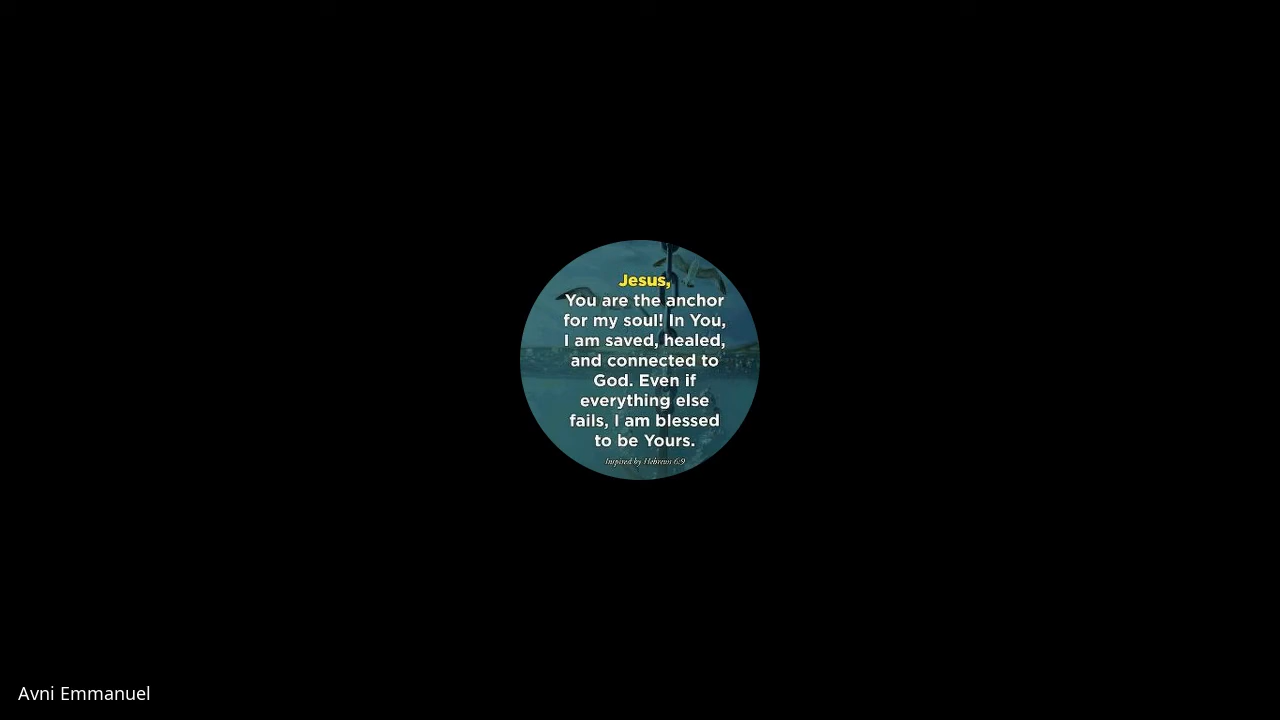 Jesus,
You are the anchor
for my soul! In You,
I am saved, healed,
and connected to
God. Even if
everything else
fails, I am blessed
to be Yours.
Inspired by Hebrews 6:9
Avni Emmanuel